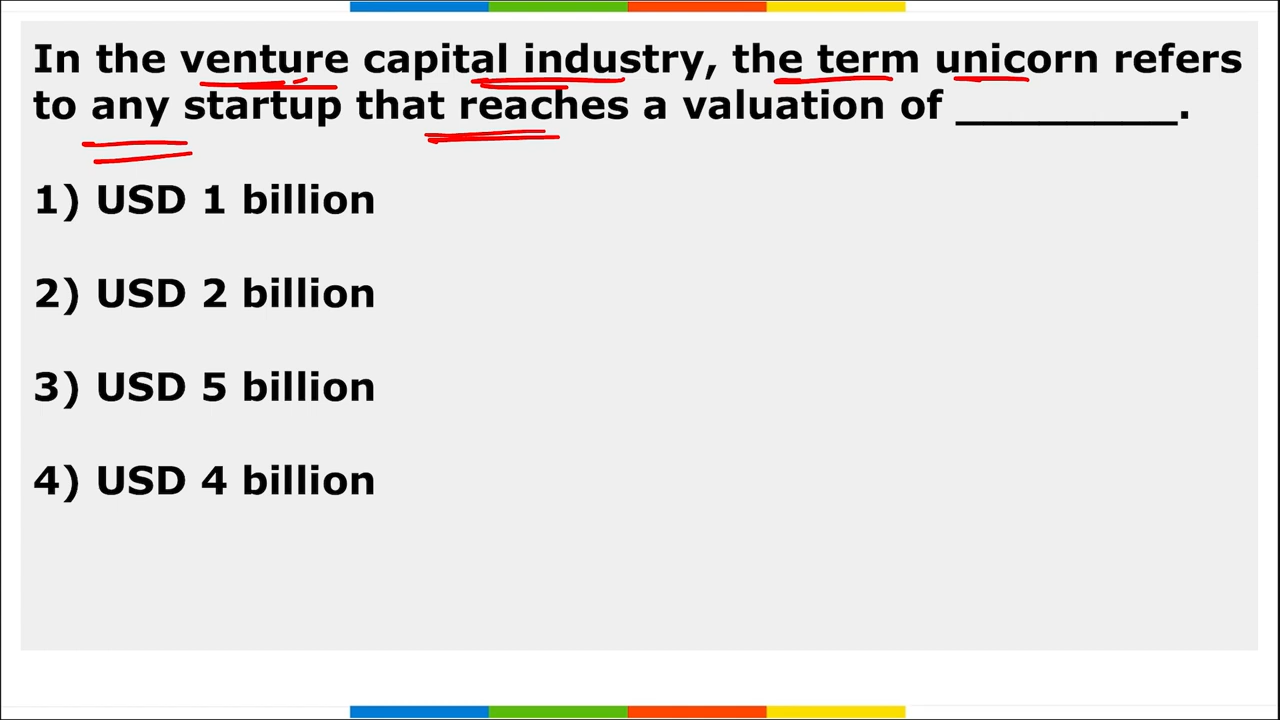 In the venture capital industry, the term unicorn refers
to any startup that reaches a valuation of _________.
1) USD 1 billion
2) USD 2 billion
3) USD 5 billion
4) USD 4 billion